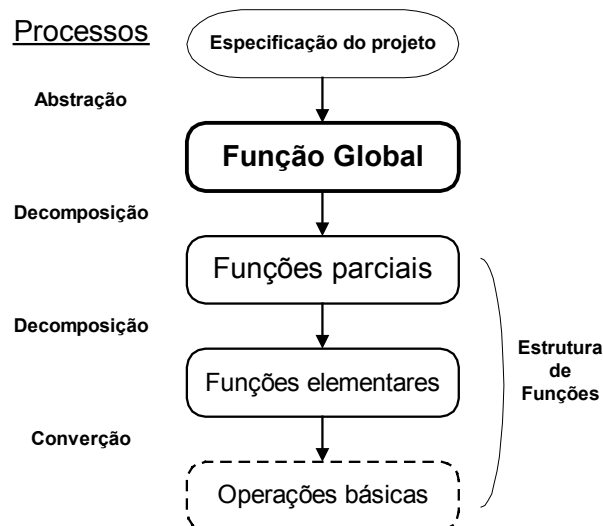 Processos
Especificação do projeto
Abstração
Função Global
Decomposição
Funções parciais
Decomposição
Estrutura
de
Funções
Funções elementares
Converção
Operações básicas